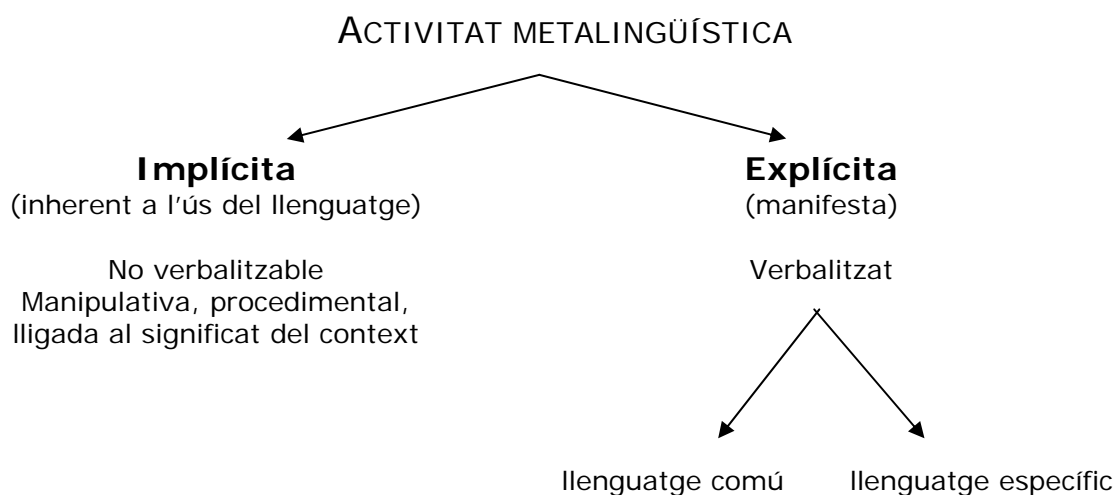 ACTIVITAT METALINGÜÍSTICA
Implícita
(inherent a l'ús del llenguatge)
No verbalitzable
Manipulativa, procedimental,
lligada al significat del context
Explícita
(manifesta)
Verbalitzat
llenguatge comú
llenguatge específic